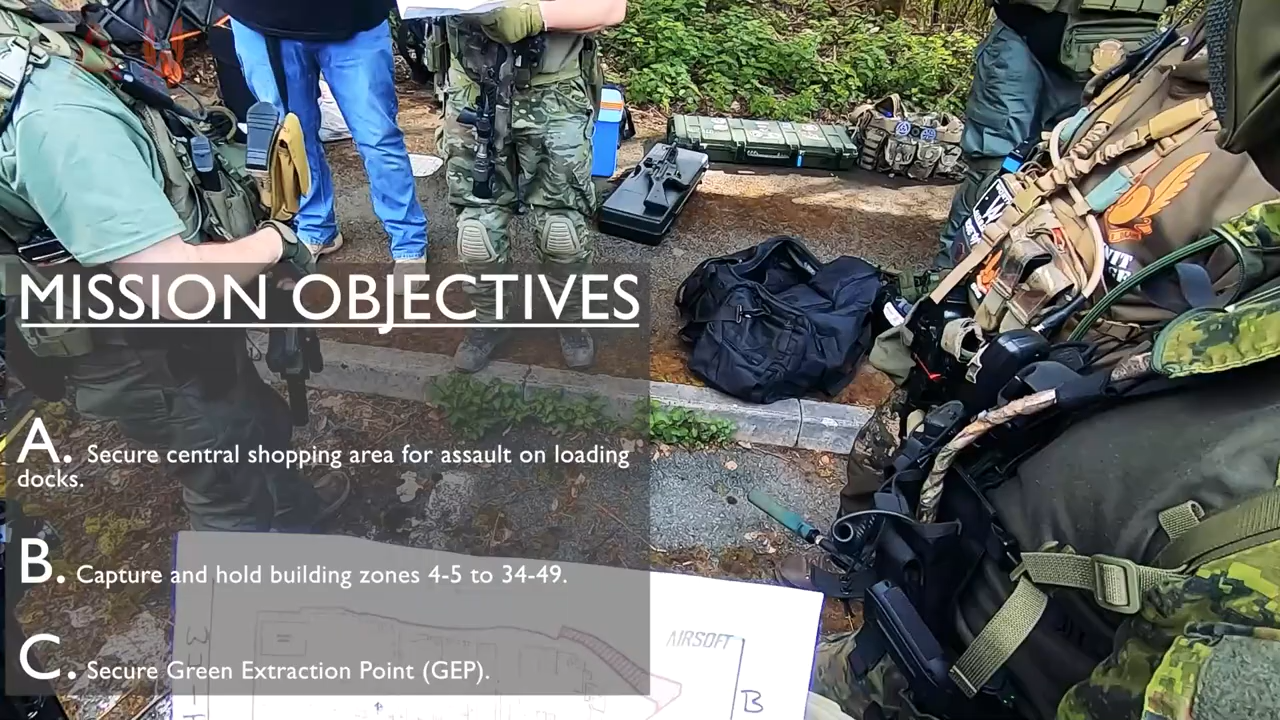 MISSION OBJECTIVES
A. Secure central shopping area for assault on loading
docks.
B. Capture and hold building zones 4-5 to 34-49.
C. Secure Green Extraction Point (GEP).
AIRSOFT
B